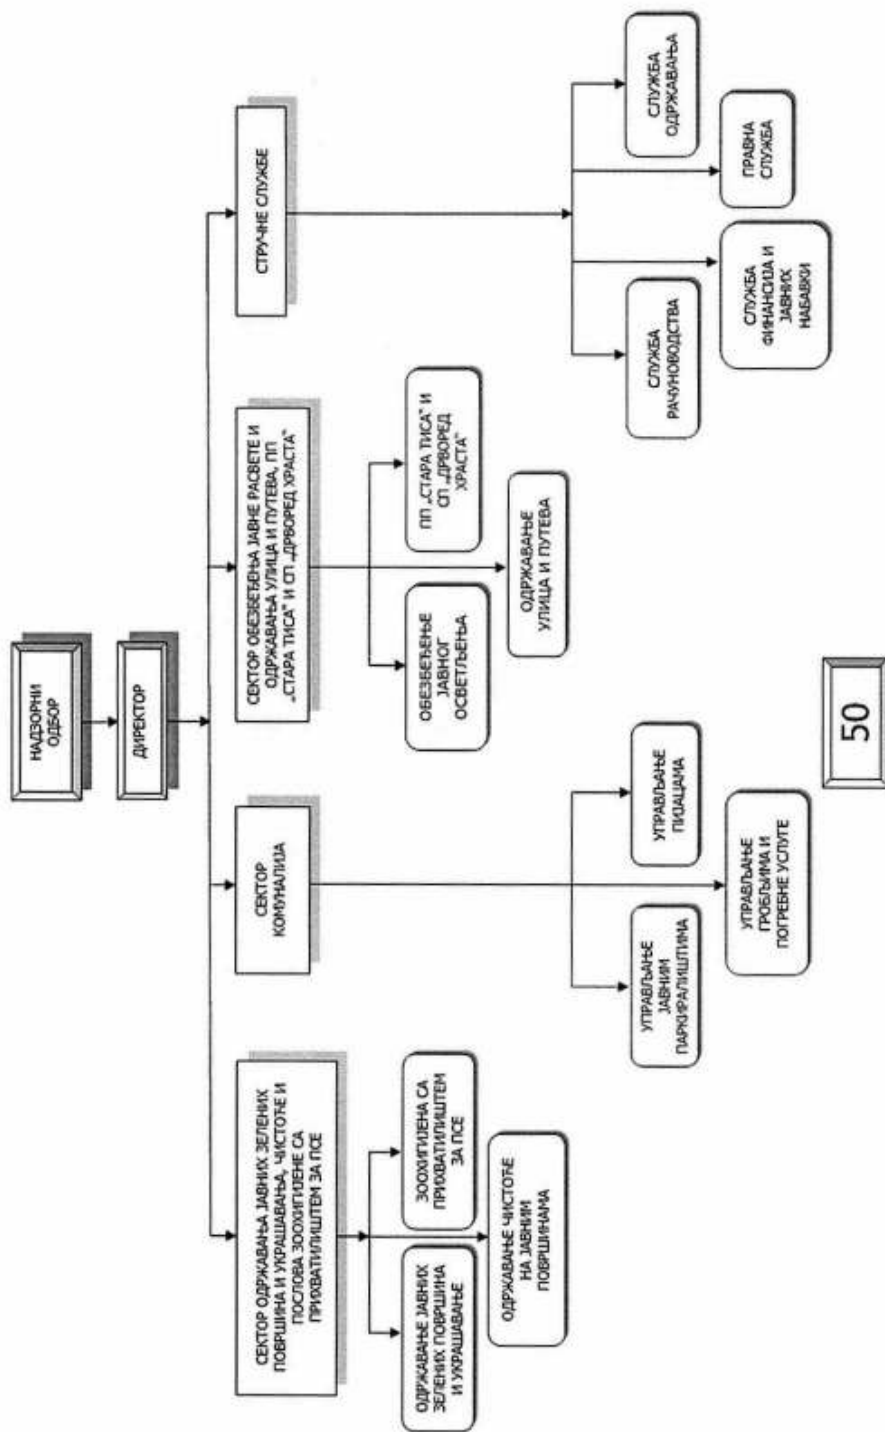 НАДЗОРНИ
ОДБОР
ДИРЕКТОР
СЕКТОР ОДРЖАВАЊА ЈАВНИХ ЗЕЛЕНИХ
ПОВРШИНА И УКРАШАВАЊА, ЧИСТОЋЕ И
ПОСЛОВА ЗООХИГИЈЕНЕ СА
ПРИХВАТИЛИШТЕМ ЗА ПСЕ
СЕКТОР
КОМУНАЛИЈА
СЕКТОР ОБЕЗБЕЂЕЊА ЈАВНЕ РАСВЕТЕ И
ОДРЖАВАЊА УЛИЦА И ПУТЕВА, ПП
„СТАРА ТИСА“ И СП „ДРВОРЕД ХРАСТА“
СТРУЧНЕ СЛУЖБЕ
ОДРЖАВАЊЕ ЈАВНИХ
ЗЕЛЕНИХ ПОВРШИНА
И УКРАШАВАЊЕ
ЗООХИГИЈЕНА СА
ПРИХВАТИЛИШТЕМ
ЗА ПСЕ
ОДРЖАВАЊЕ ЧИСТОЋЕ
НА ЈАВНИМ
ПОВРШИНАМА
УПРАВЉАЊЕ
ЈАВНИМ
ПАРКИРАЛИШТИМА
УПРАВЉАЊЕ
ПИЈАЦАМА
УПРАВЉАЊЕ
ГРОБЉИМА И
ПОГРЕБНЕ УСЛУГЕ
ОБЕЗБЕЂЕЊЕ
ЈАВНОГ
ОСВЕТЉЕЊА
ПП „СТАРА ТИСА“ И
СП „ДРВОРЕД
ХРАСТА“
ОДРЖАВАЊЕ
УЛИЦА И ПУТЕВА
СЛУЖБА
РАЧУНОВОДСТВА
СЛУЖБА
ОДРЖАВАЊА
СЛУЖБА
ФИНАНСИЈА И
ЈАВНИХ
НАБАВКИ
ПРАВНА
СЛУЖБА
50